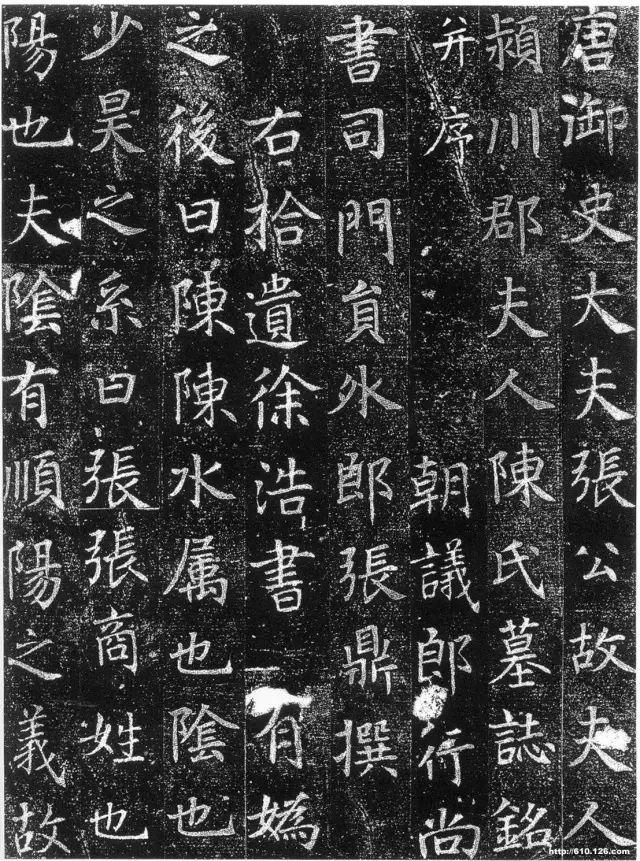 唐御史大夫張公故夫人
潁川郡夫人陳氏墓誌銘
并序 朝議郎行尚
書司門員外郎張鼎撰
右拾遺徐浩書 有媯
之後曰陳陳水属也陰也
少昊之系曰張張商姓也
陽也夫陰有順陽之義故
http://610.126.com